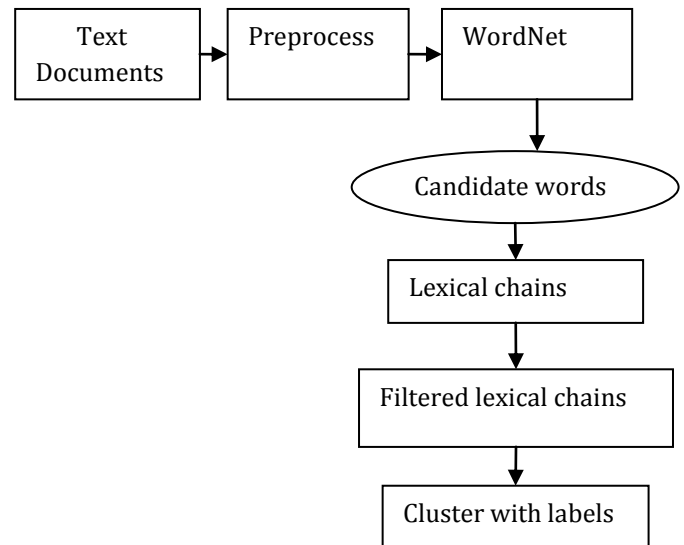 Text
Documents
Preprocess
WordNet
Candidate words
Lexical chains
Filtered lexical chains
Cluster with labels